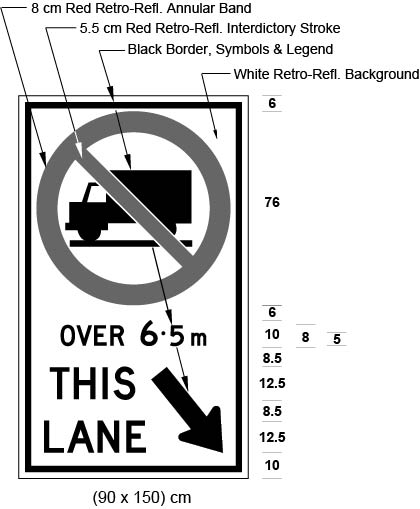 8 cm Red Retro-Refl. Annular Band
5.5 cm Red Retro-Refl. Interdictory Stroke
Black Border, Symbols & Legend
White Retro-Refl. Background
6
76
6
OVER 6·5 m
10 8 5
8.5
THIS
12.5
8.5
LANE
12.5
10
(90 x 150) cm